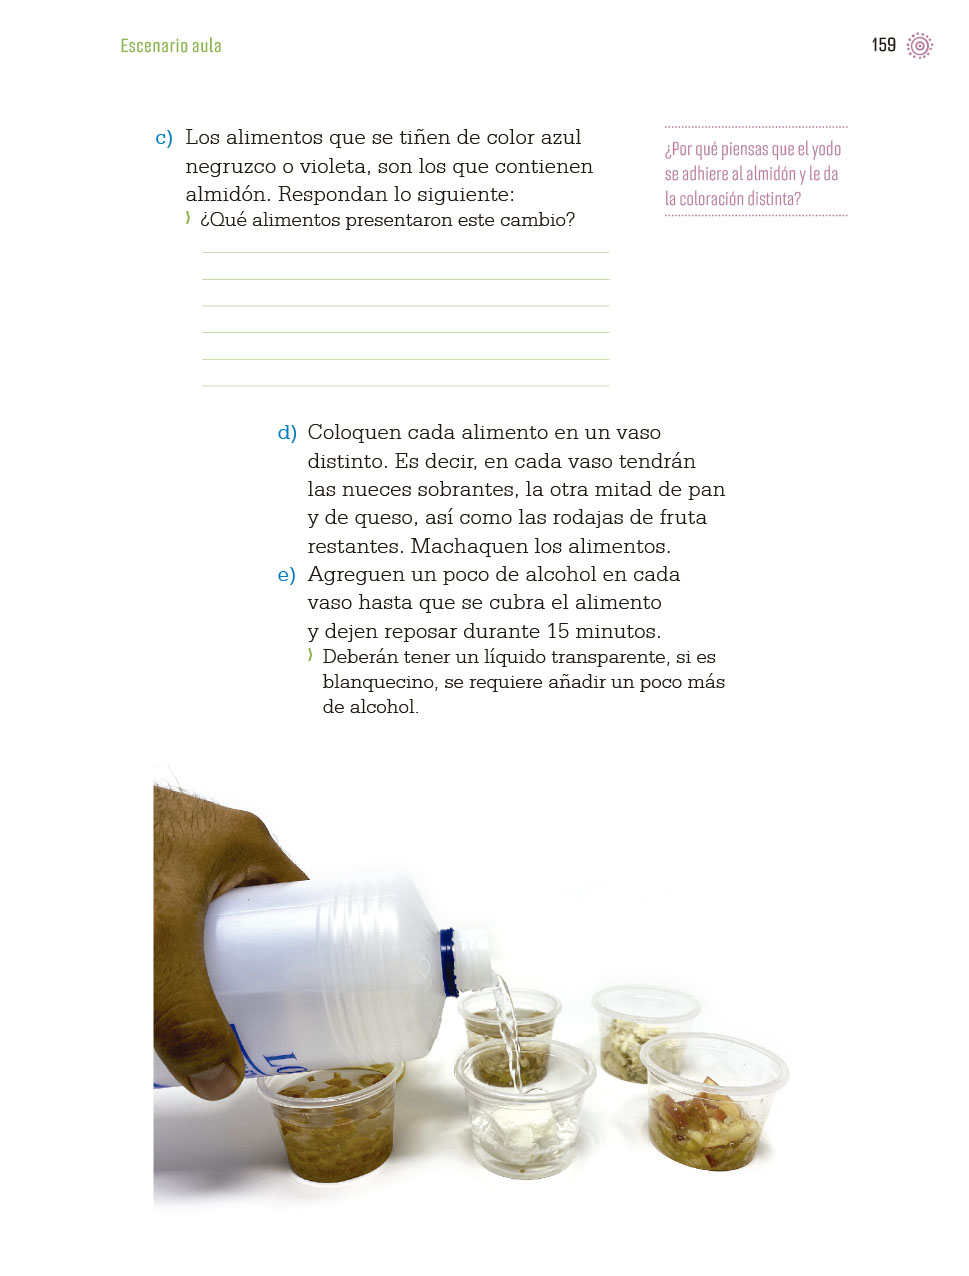 Escenario aula
159
c) Los alimentos que se tiñen de color azul
negruzco o violeta, son los que contienen
almidón. Respondan lo siguiente:
¿Qué alimentos presentaron este cambio?
¿Por qué piensas que el yodo
se adhiere al almidón y le da
la coloración distinta?
d) Coloquen cada alimento en un vaso
distinto. Es decir, en cada vaso tendrán
las nueces sobrantes, la otra mitad de pan
y de queso, así como las rodajas de fruta
restantes. Machaquen los alimentos.
e) Agreguen un poco de alcohol en cada
vaso hasta que se cubra el alimento
y dejen reposar durante 15 minutos.
Deberán tener un líquido transparente, si es
blanquecino, se requiere añadir un poco más
de alcohol.